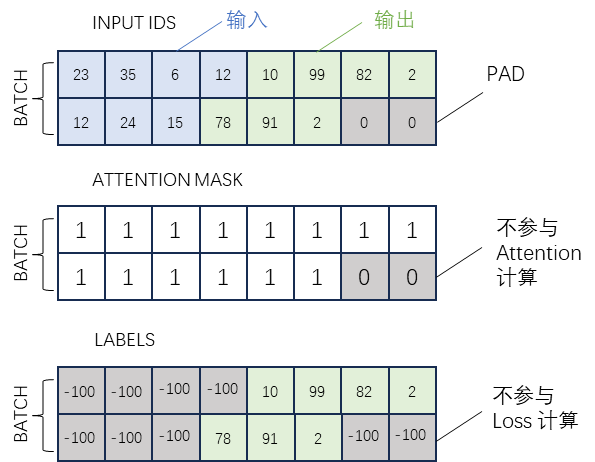 INPUT IDS 输入 输出
BATCH
23 35 6 12 10 99 82 2
12 24 15 78 91 2 0 0
PAD
ATTENTION MASK
BATCH
1 1 1 1 1 1 1 1
1 1 1 1 1 1 0 0
不参与
Attention
计算
LABELS
BATCH
-100 -100 -100 -100 10 99 82 2
-100 -100 -100 78 91 2 -100 -100
不参与
Loss 计算